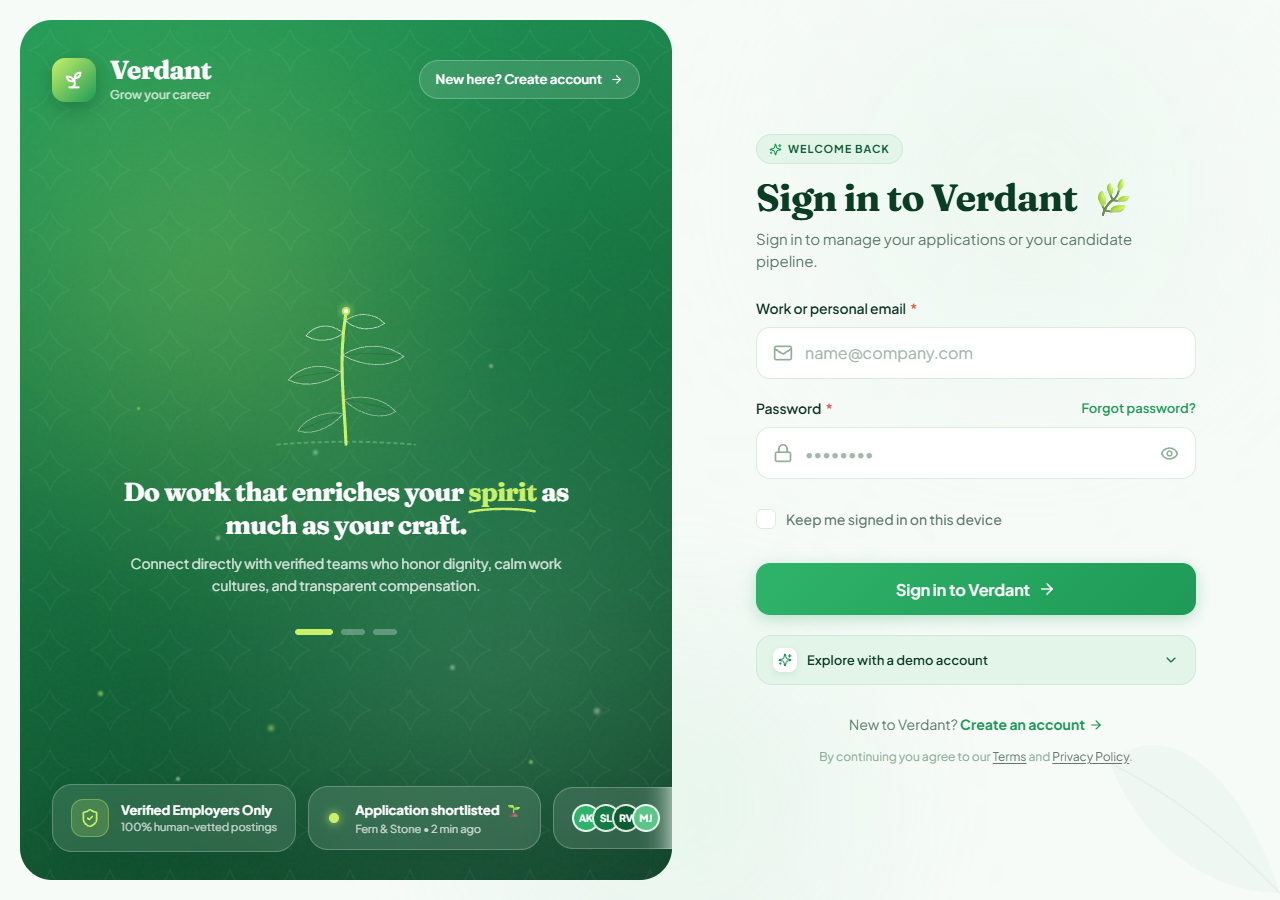 Verdant
Grow your career
New here? Create account →
Do work that enriches your spirit as
much as your craft.
Connect directly with verified teams who honor dignity, calm work
cultures, and transparent compensation.
Verified Employers Only
100% human-vetted postings
Application shortlisted 🌱
Fern & Stone • 2 min ago
AK SL RV MJ
WELCOME BACK
Sign in to Verdant 🌿
Sign in to manage your applications or your candidate
pipeline.
Work or personal email *
name@company.com
Password *
Forgot password?
••••••••
Keep me signed in on this device
Sign in to Verdant →
Explore with a demo account
New to Verdant? Create an account →
By continuing you agree to our Terms and Privacy Policy.